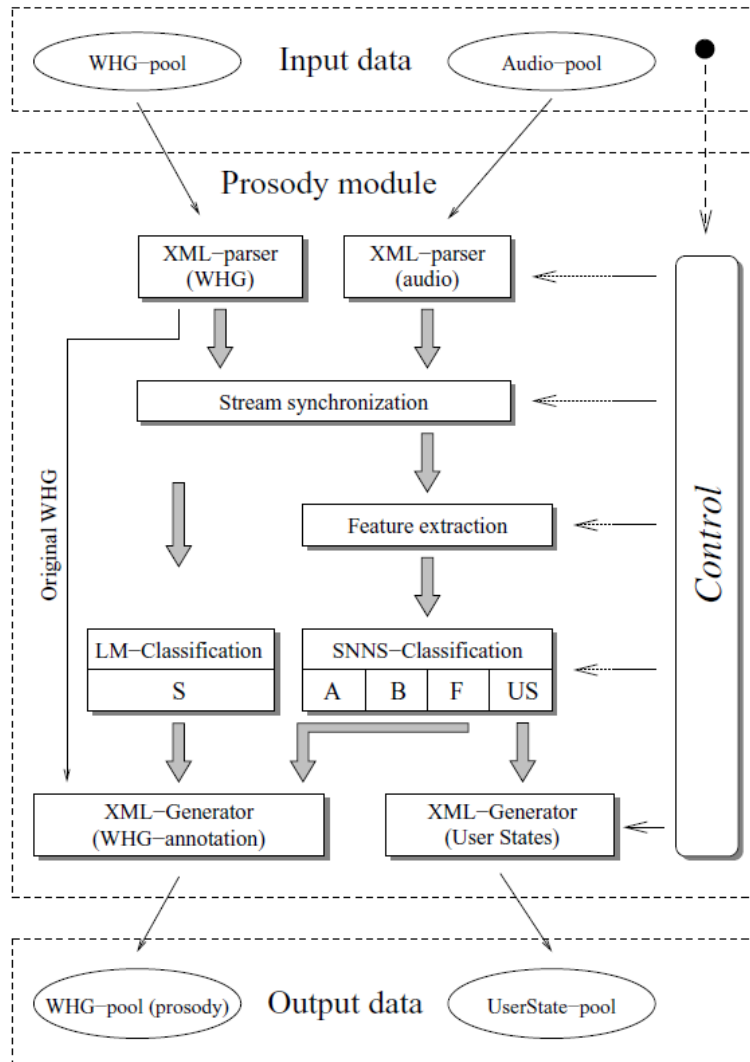 WHG−pool
Input data
Audio−pool
Prosody module
XML−parser
(WHG)
XML−parser
(audio)
Stream synchronization
Original WHG
Feature extraction
Control
LM−Classification
S
SNNS−Classification
A B F US
XML−Generator
(WHG−annotation)
XML−Generator
(User States)
WHG−pool (prosody)
Output data
UserState−pool